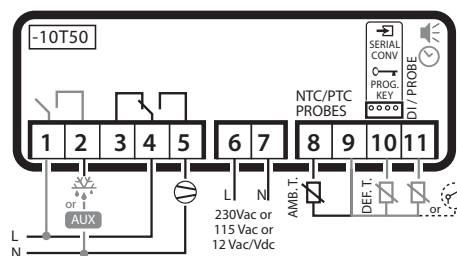 -10T50
SERIAL
CONV
PROG.
KEY
DI / PROBE
NTC/PTC
PROBES
1 2 3 4 5 6 7 8 9 10 11
or
AUX
L N
230Vac or
115 Vac or
12 Vac/Vdc
AMB. T.
DEF. T.
or
L
N